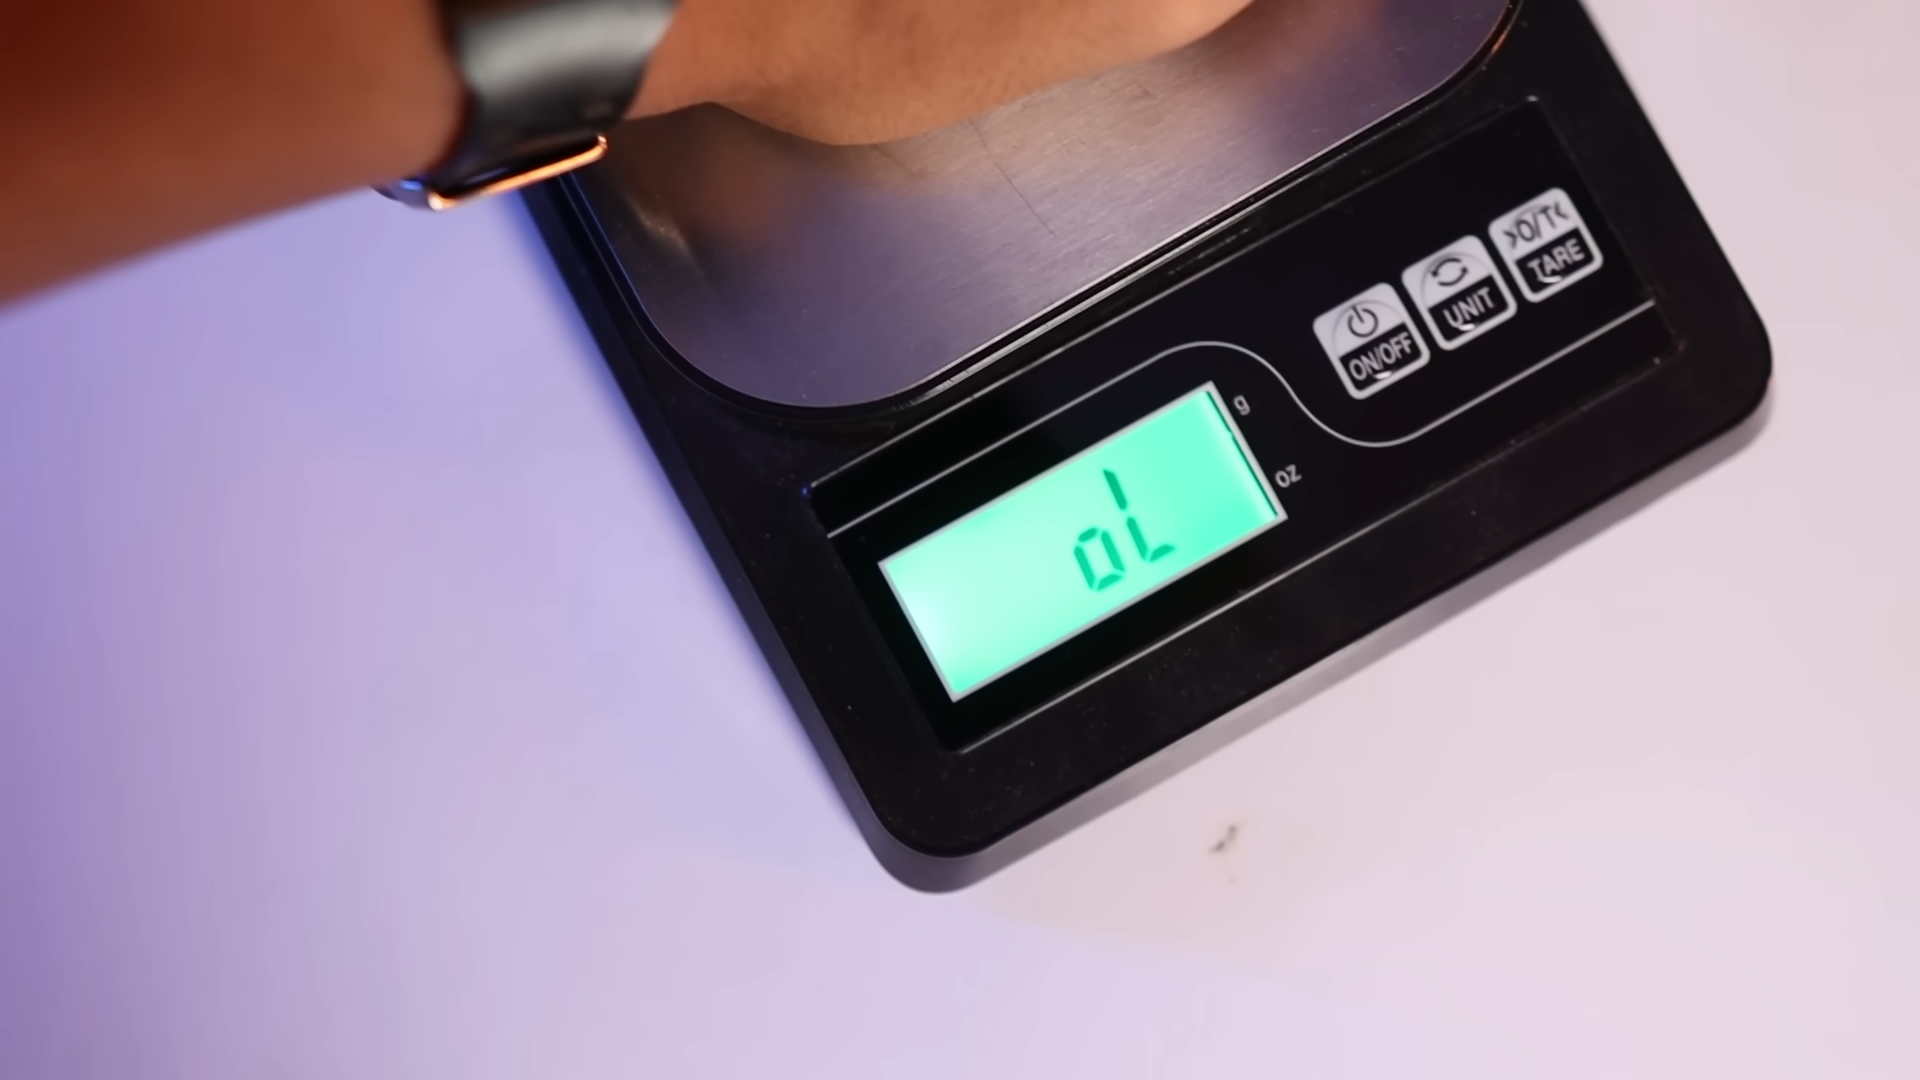 >0/T<
TARE
UNIT
ON/OFF
g
oz
oL